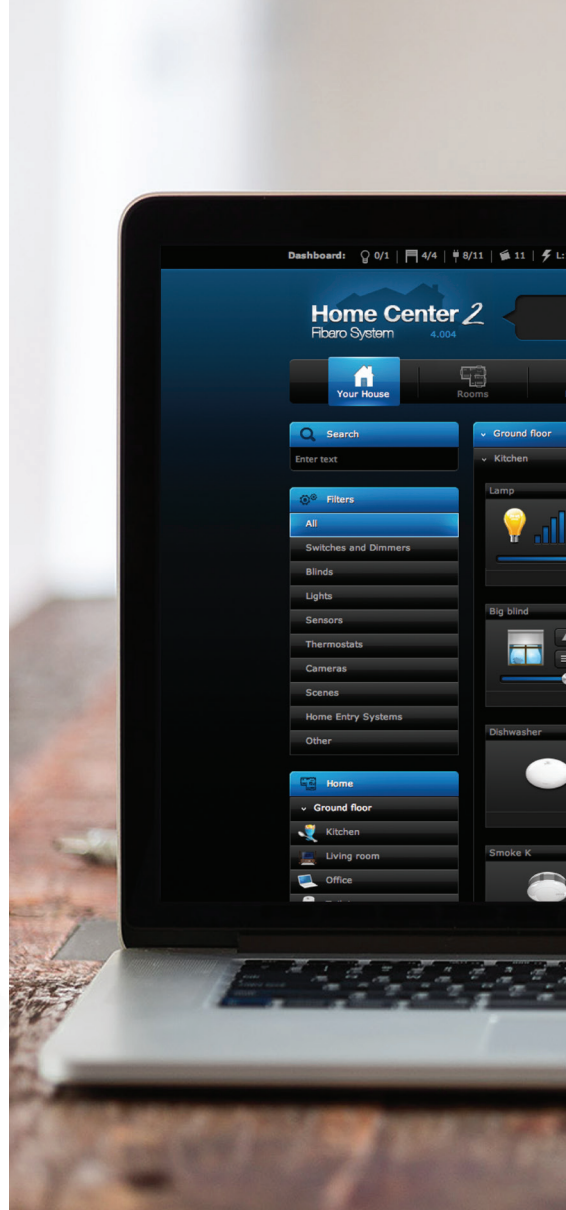 Dashboard: 0/1 | 4/4 | 8/11 | 11 | L:
Home Center 2
Fibaro System 4.004
Your House
Rooms
Search
Enter text
Filters
All
Switches and Dimmers
Blinds
Lights
Sensors
Thermostats
Cameras
Scenes
Home Entry Systems
Other
Home
Ground floor
Kitchen
Living room
Office
Ground floor
Kitchen
Lamp
Big blind
Dishwasher
Smoke K